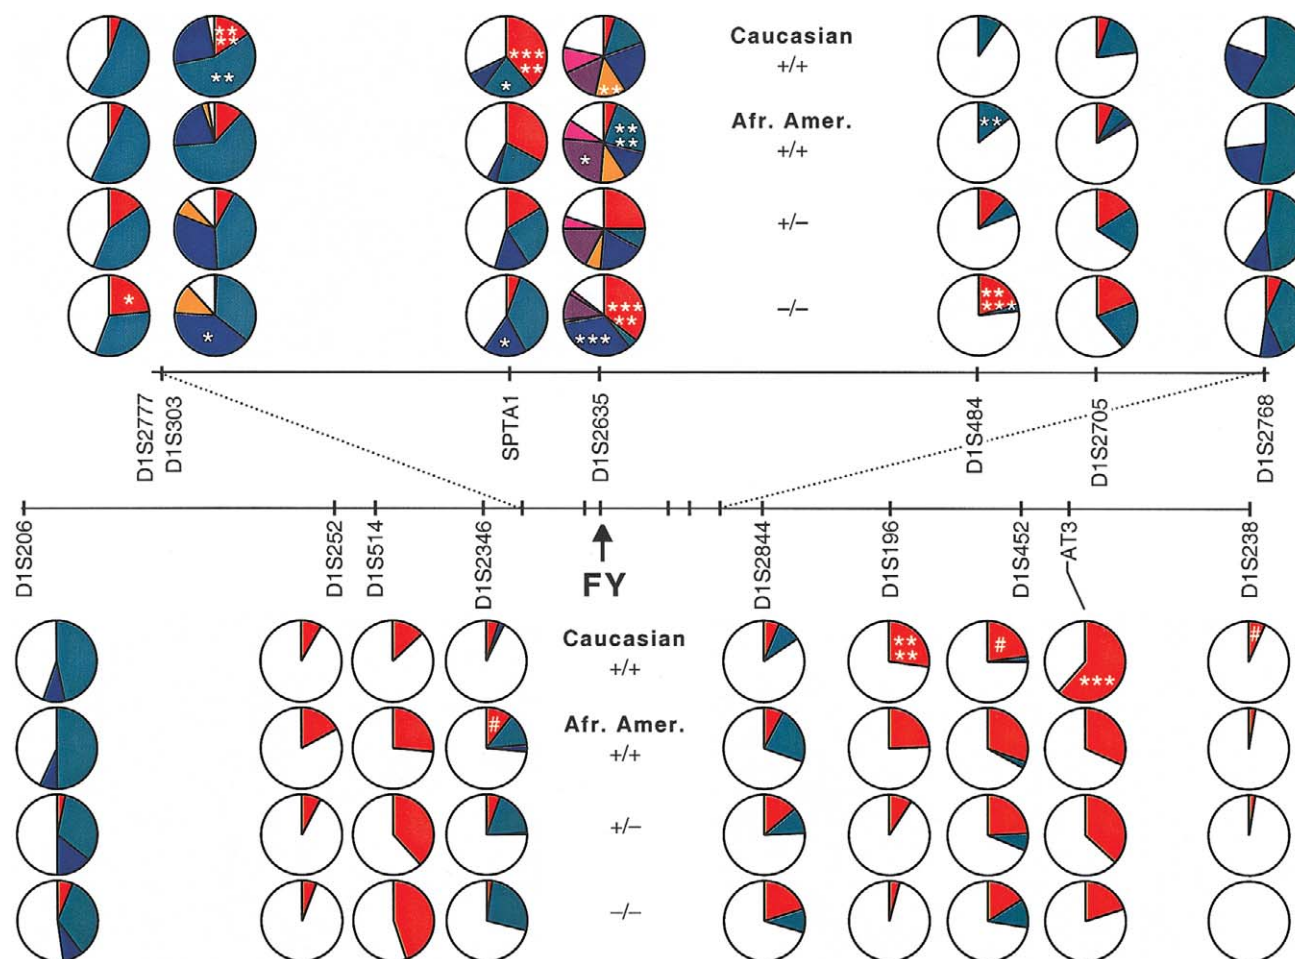 **
**
**
***
**
*
**
Caucasian
+/+
**
**
*
**
Afr. Amer.
+/+
+/−
*
*
*
***
**
***
**
***
−/−
D1S2777
D1S303
SPTA1
D1S2635
D1S484
D1S2705
D1S2768
D1S206
D1S252
D1S514
D1S2346
FY
D1S2844
D1S196
D1S452
AT3
D1S238
Caucasian
+/+
**
**
#
***
#
#
Afr. Amer.
+/+
+/−
−/−